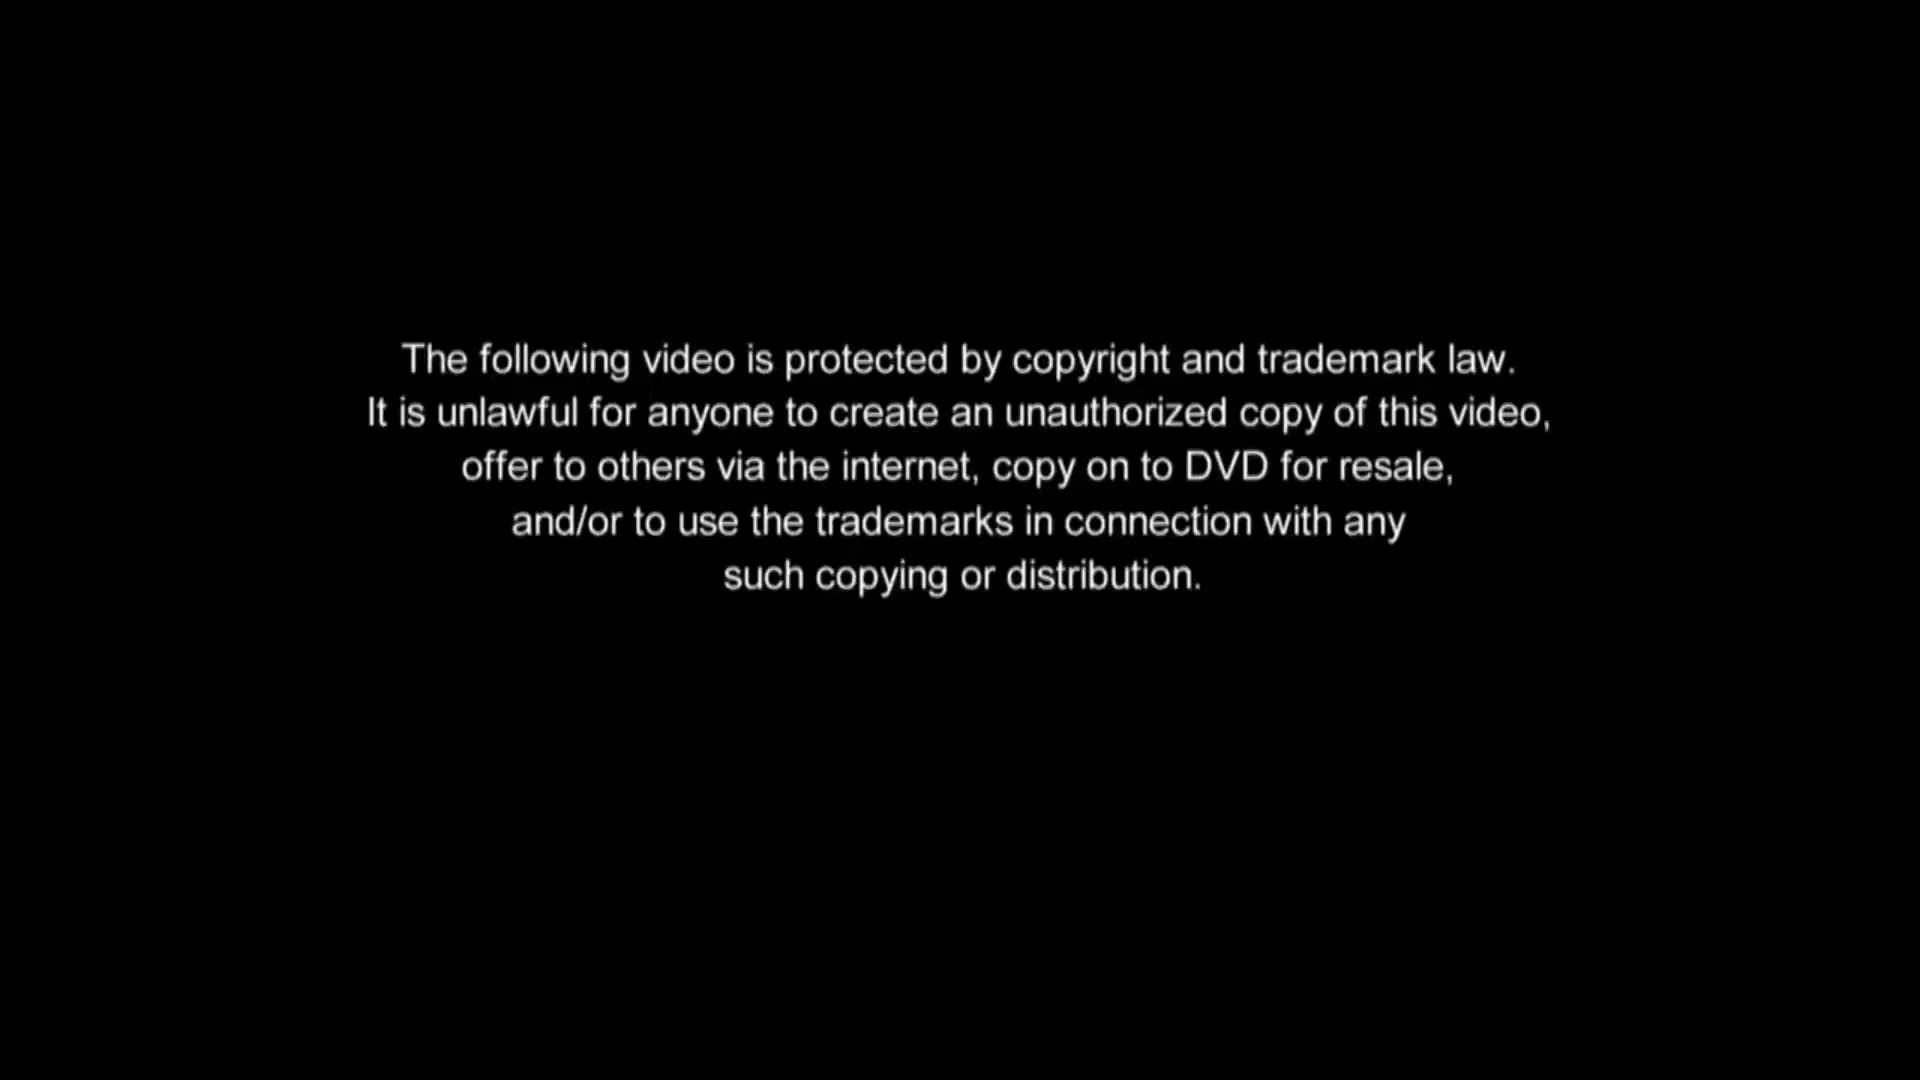 The following video is protected by copyright and trademark law.
It is unlawful for anyone to create an unauthorized copy of this video,
offer to others via the internet, copy on to DVD for resale,
and/or to use the trademarks in connection with any
such copying or distribution.